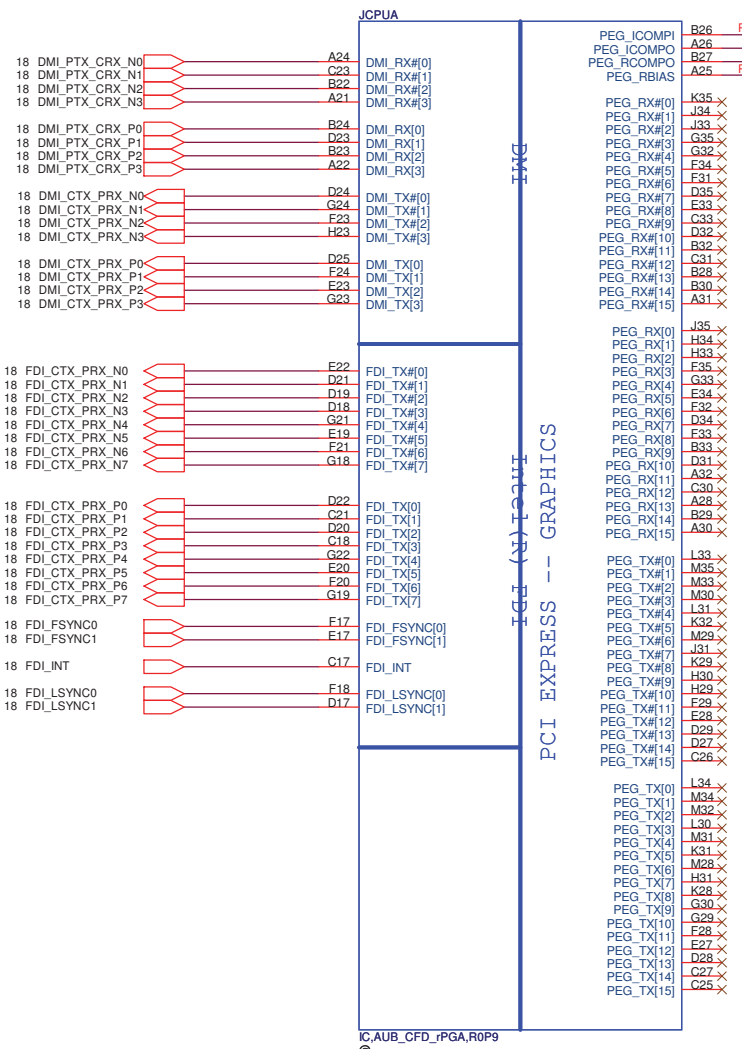 JCPUA
18 DMI_PTX_CRX_N0 A24 DMI_RX#[0]
18 DMI_PTX_CRX_N1 C23 DMI_RX#[1]
18 DMI_PTX_CRX_N2 B22 DMI_RX#[2]
18 DMI_PTX_CRX_N3 A21 DMI_RX#[3]
18 DMI_PTX_CRX_P0 B24 DMI_RX[0]
18 DMI_PTX_CRX_P1 D23 DMI_RX[1]
18 DMI_PTX_CRX_P2 B23 DMI_RX[2]
18 DMI_PTX_CRX_P3 A22 DMI_RX[3]
18 DMI_CTX_PRX_N0 D24 DMI_TX#[0]
18 DMI_CTX_PRX_N1 G24 DMI_TX#[1]
18 DMI_CTX_PRX_N2 F23 DMI_TX#[2]
18 DMI_CTX_PRX_N3 H23 DMI_TX#[3]
18 DMI_CTX_PRX_P0 D25 DMI_TX[0]
18 DMI_CTX_PRX_P1 F24 DMI_TX[1]
18 DMI_CTX_PRX_P2 E23 DMI_TX[2]
18 DMI_CTX_PRX_P3 G23 DMI_TX[3]
DMI
18 FDI_CTX_PRX_N0 E22 FDI_TX#[0]
18 FDI_CTX_PRX_N1 D21 FDI_TX#[1]
18 FDI_CTX_PRX_N2 D19 FDI_TX#[2]
18 FDI_CTX_PRX_N3 D18 FDI_TX#[3]
18 FDI_CTX_PRX_N4 G21 FDI_TX#[4]
18 FDI_CTX_PRX_N5 E19 FDI_TX#[5]
18 FDI_CTX_PRX_N6 F21 FDI_TX#[6]
18 FDI_CTX_PRX_N7 G18 FDI_TX#[7]
18 FDI_CTX_PRX_P0 D22 FDI_TX[0]
18 FDI_CTX_PRX_P1 C21 FDI_TX[1]
18 FDI_CTX_PRX_P2 D20 FDI_TX[2]
18 FDI_CTX_PRX_P3 C18 FDI_TX[3]
18 FDI_CTX_PRX_P4 G22 FDI_TX[4]
18 FDI_CTX_PRX_P5 E20 FDI_TX[5]
18 FDI_CTX_PRX_P6 F20 FDI_TX[6]
18 FDI_CTX_PRX_P7 G19 FDI_TX[7]
18 FDI_FSYNC0 F17 FDI_FSYNC[0]
18 FDI_FSYNC1 E17 FDI_FSYNC[1]
18 FDI_INT C17 FDI_INT
18 FDI_LSYNC0 F18 FDI_LSYNC[0]
18 FDI_LSYNC1 D17 FDI_LSYNC[1]
Intel(R) FDI
PCI EXPRESS -- GRAPHICS
PEG_ICOMPI B26
PEG_ICOMPO A26
PEG_RCOMPO B27
PEG_RBIAS A25
PEG_RX#[0] K35
PEG_RX#[1] J34
PEG_RX#[2] J33
PEG_RX#[3] G35
PEG_RX#[4] G32
PEG_RX#[5] F34
PEG_RX#[6] F31
PEG_RX#[7] D35
PEG_RX#[8] E33
PEG_RX#[9] C33
PEG_RX#[10] D32
PEG_RX#[11] B32
PEG_RX#[12] C31
PEG_RX#[13] B28
PEG_RX#[14] B30
PEG_RX#[15] A31
PEG_RX[0] J35
PEG_RX[1] H34
PEG_RX[2] H33
PEG_RX[3] F35
PEG_RX[4] G33
PEG_RX[5] E34
PEG_RX[6] F32
PEG_RX[7] D34
PEG_RX[8] F33
PEG_RX[9] B33
PEG_RX[10] D31
PEG_RX[11] A32
PEG_RX[12] C30
PEG_RX[13] A28
PEG_RX[14] B29
PEG_RX[15] A30
PEG_TX#[0] L33
PEG_TX#[1] M35
PEG_TX#[2] M33
PEG_TX#[3] M30
PEG_TX#[4] L31
PEG_TX#[5] K32
PEG_TX#[6] M29
PEG_TX#[7] J31
PEG_TX#[8] K29
PEG_TX#[9] H30
PEG_TX#[10] H29
PEG_TX#[11] F29
PEG_TX#[12] E28
PEG_TX#[13] D29
PEG_TX#[14] D27
PEG_TX#[15] C26
PEG_TX[0] L34
PEG_TX[1] M34
PEG_TX[2] M32
PEG_TX[3] L30
PEG_TX[4] M31
PEG_TX[5] K31
PEG_TX[6] M28
PEG_TX[7] H31
PEG_TX[8] K28
PEG_TX[9] G30
PEG_TX[10] G29
PEG_TX[11] F28
PEG_TX[12] E27
PEG_TX[13] D28
PEG_TX[14] C27
PEG_TX[15] C25
IC,AUB_CFD_rPGA,R0P9
@